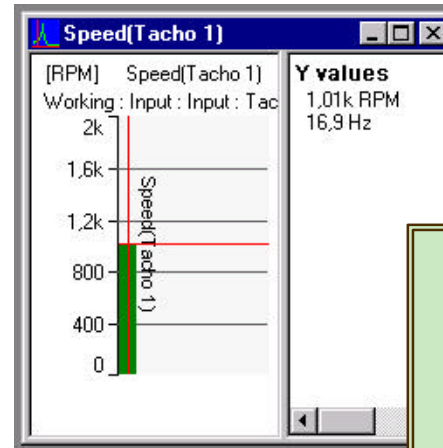 Speed(Tacho 1)
[RPM] Speed(Tacho 1)
Working : Input : Input : Tac
2k
1,6k
1,2k
800
400
0
Speed(Tacho 1)
Y values
1,01k RPM
16,9 Hz